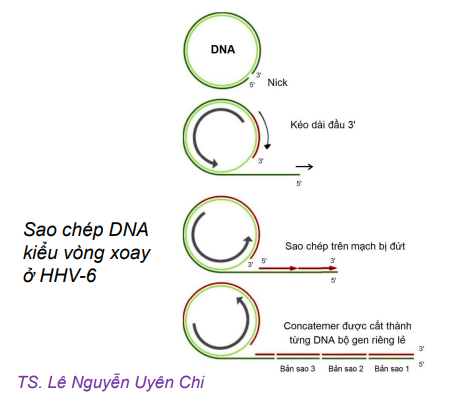 DNA
3'
5'
Nick
Kéo dài đầu 3'
3'
5'
Sao chép DNA
kiểu vòng xoay
ở HHV-6
Sao chép trên mạch bị đứt
3'
5'
3'
5'
Concatemer được cắt thành
từng DNA bộ gen riêng lẻ
3'
5'
Bản sao 3
Bản sao 2
Bản sao 1
TS. Lê Nguyễn Uyên Chi